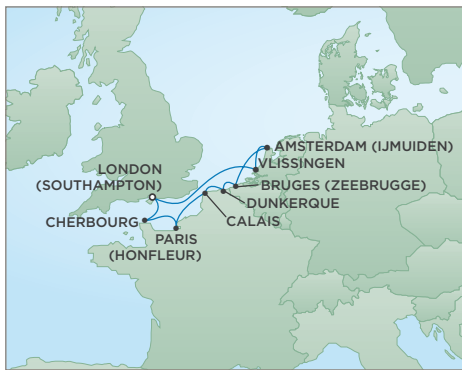 AMSTERDAM (IJMUIDEN)
VLISSINGEN
LONDON
(SOUTHAMPTON)
BRUGES (ZEEBRUGGE)
DUNKERQUE
CHERBOURG
CALAIS
PARIS
(HONFLEUR)